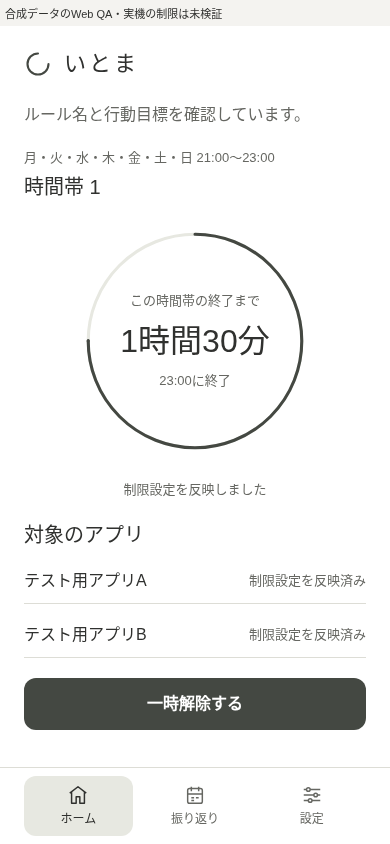 合成データのWeb QA・実機の制限は未検証
いとま
ルール名と行動目標を確認しています。
月・火・水・木・金・土・日 21:00〜23:00
時間帯 1
この時間帯の終了まで
1時間30分
23:00に終了
制限設定を反映しました
対象のアプリ
テスト用アプリA 制限設定を反映済み
テスト用アプリB 制限設定を反映済み
一時解除する
ホーム 振り返り 設定